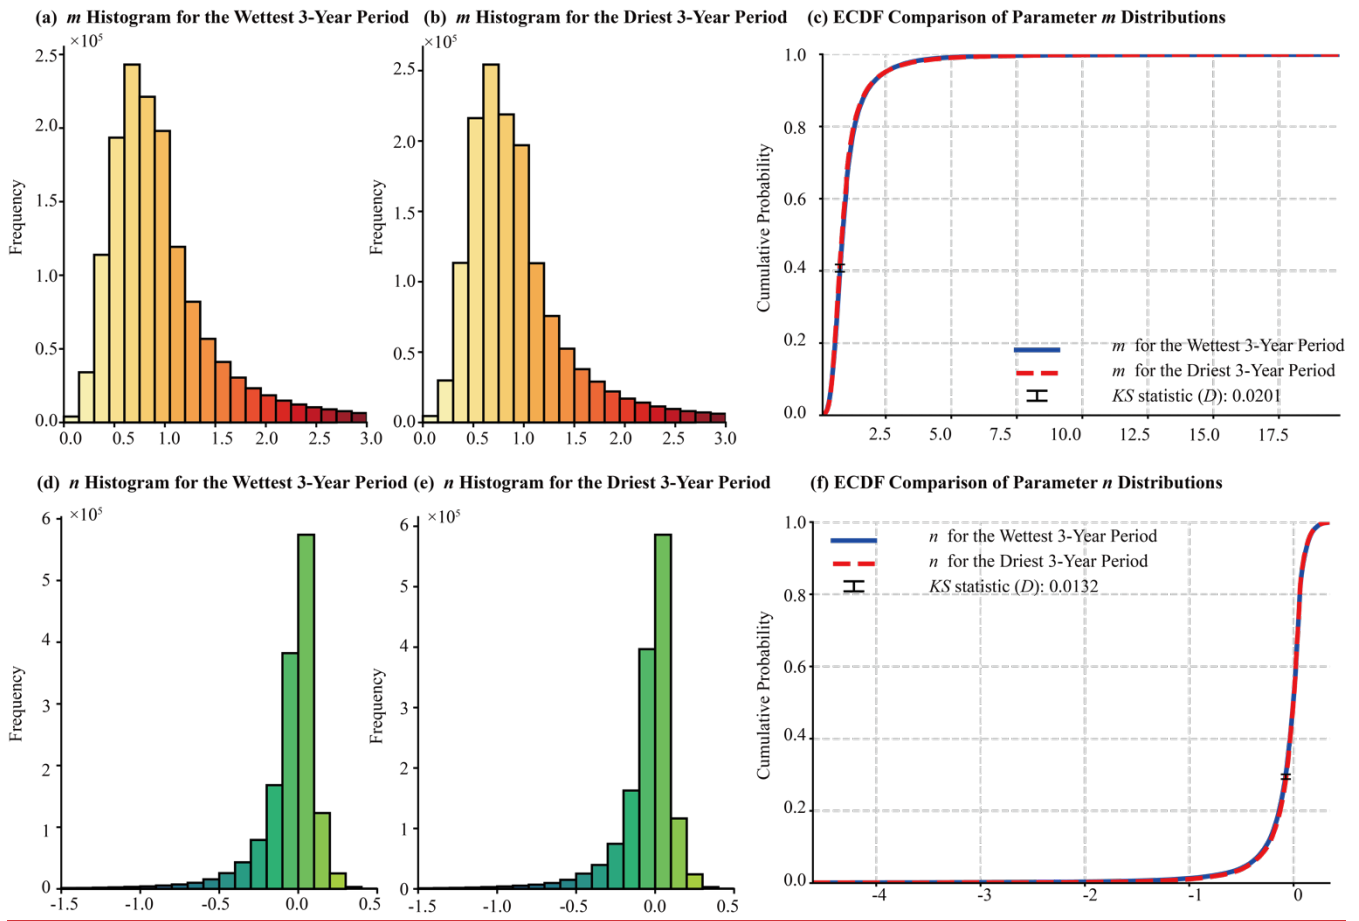 (a) m Histogram for the Wettest 3-Year Period
×10⁵
2.5
2.0
1.5
1.0
0.5
0.0
Frequency
0.0 0.5 1.0 1.5 2.0 2.5 3.0
(b) m Histogram for the Driest 3-Year Period
×10⁵
2.5
2.0
1.5
1.0
0.5
0.0
Frequency
0.0 0.5 1.0 1.5 2.0 2.5 3.0
(c) ECDF Comparison of Parameter m Distributions
1.0
0.8
0.6
0.4
0.2
0.0
Cumulative Probability
m for the Wettest 3-Year Period
m for the Driest 3-Year Period
KS statistic (D): 0.0201
2.5 5.0 7.5 10.0 12.5 15.0 17.5
(d) n Histogram for the Wettest 3-Year Period
×10⁵
6
5
4
3
2
1
0
Frequency
-1.5 -1.0 -0.5 0.0 0.5
(e) n Histogram for the Driest 3-Year Period
×10⁵
6
5
4
3
2
1
0
Frequency
-1.5 -1.0 -0.5 0.0 0.5
(f) ECDF Comparison of Parameter n Distributions
1.0
0.8
0.6
0.4
0.2
0.0
Cumulative Probability
n for the Wettest 3-Year Period
n for the Driest 3-Year Period
KS statistic (D): 0.0132
-4 -3 -2 -1 0